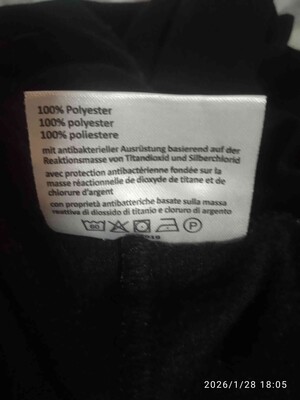 100% Polyester
100% polyester
100% poliestere
mit antibakterieller Ausrüstung basierend auf der
Reaktionsmasse von Titandioxid und Silberchlorid
avec protection antibactérienne fondée sur la
masse réactionnelle de dioxyde de titane et de
chlorure d'argent
con proprietà antibatteriche basate sulla massa
reattiva di diossido di titanio e cloruro di argento
60 P
2026/1/28 18:05